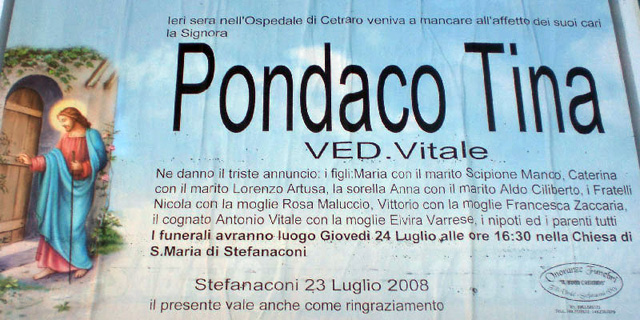 Ieri sera nell'Ospedale di Cetraro veniva a mancare all'affetto dei suoi cari
la Signora
Pondaco Tina
VED.Vitale
Ne danno il triste annuncio: i figli:Maria con il marito Scipione Manco, Caterina
con il marito Lorenzo Artusa, la sorella Anna con il marito Aldo Ciliberto, i Fratelli
Nicola con la moglie Rosa Maluccio, Vittorio con la moglie Francesca Zaccaria,
il cognato Antonio Vitale con la moglie Elvira Varrese, i nipoti ed i parenti tutti
I funerali avranno luogo Giovedì 24 Luglio alle ore 16:30 nella Chiesa di
S.Maria di Stefanaconi
Stefanaconi 23 Luglio 2008
il presente vale anche come ringraziamento
Onoranze Funebri